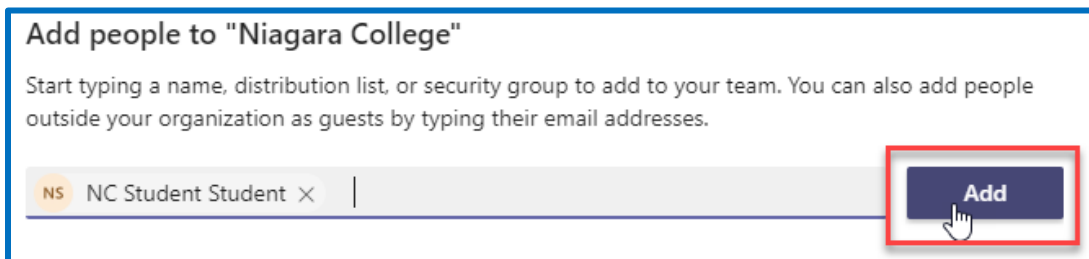 Add people to "Niagara College"
Start typing a name, distribution list, or security group to add to your team. You can also add people
outside your organization as guests by typing their email addresses.
NS NC Student Student × Add